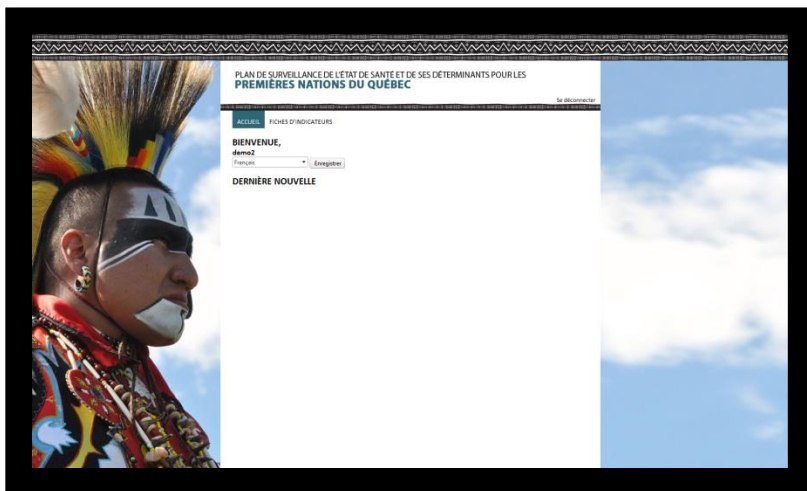 PLAN DE SURVEILLANCE DE L'ÉTAT DE SANTÉ ET DE SES DÉTERMINANTS POUR LES
PREMIÈRES NATIONS DU QUÉBEC
Se déconnecter
ACCUEIL FICHES D'INDICATEURS
BIENVENUE,
demo2
Français Enregistrer
DERNIÈRE NOUVELLE